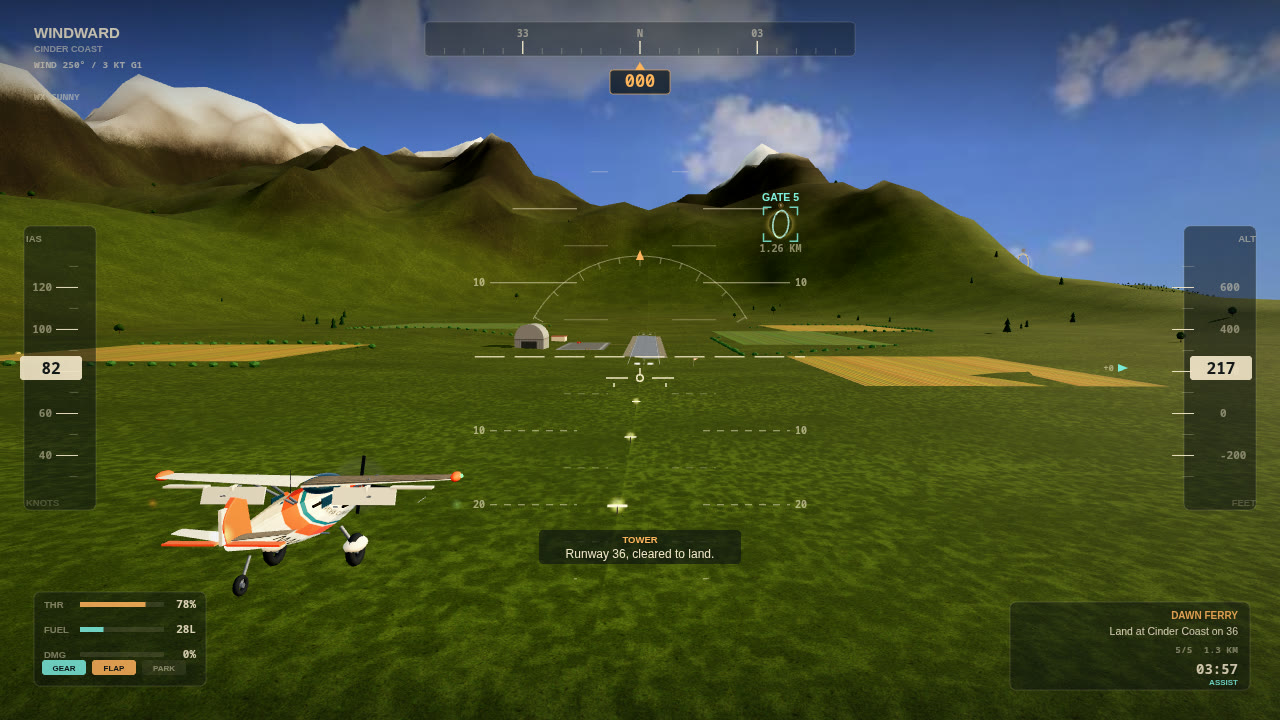 WINDWARD
CINDER COAST
WIND 250° / 3 KT G1
WX SUNNY
33 N 03
000
GATE 5
1.26 KM
IAS
120
100
82
60
40
KNOTS
ALT
600
400
217
0
-200
FEET
+0
10 10
10 10
20 20
TOWER
Runway 36, cleared to land.
THR 78%
FUEL 28L
DMG 0%
GEAR FLAP PARK
DAWN FERRY
Land at Cinder Coast on 36
5/5 1.3 KM
03:57
ASSIST